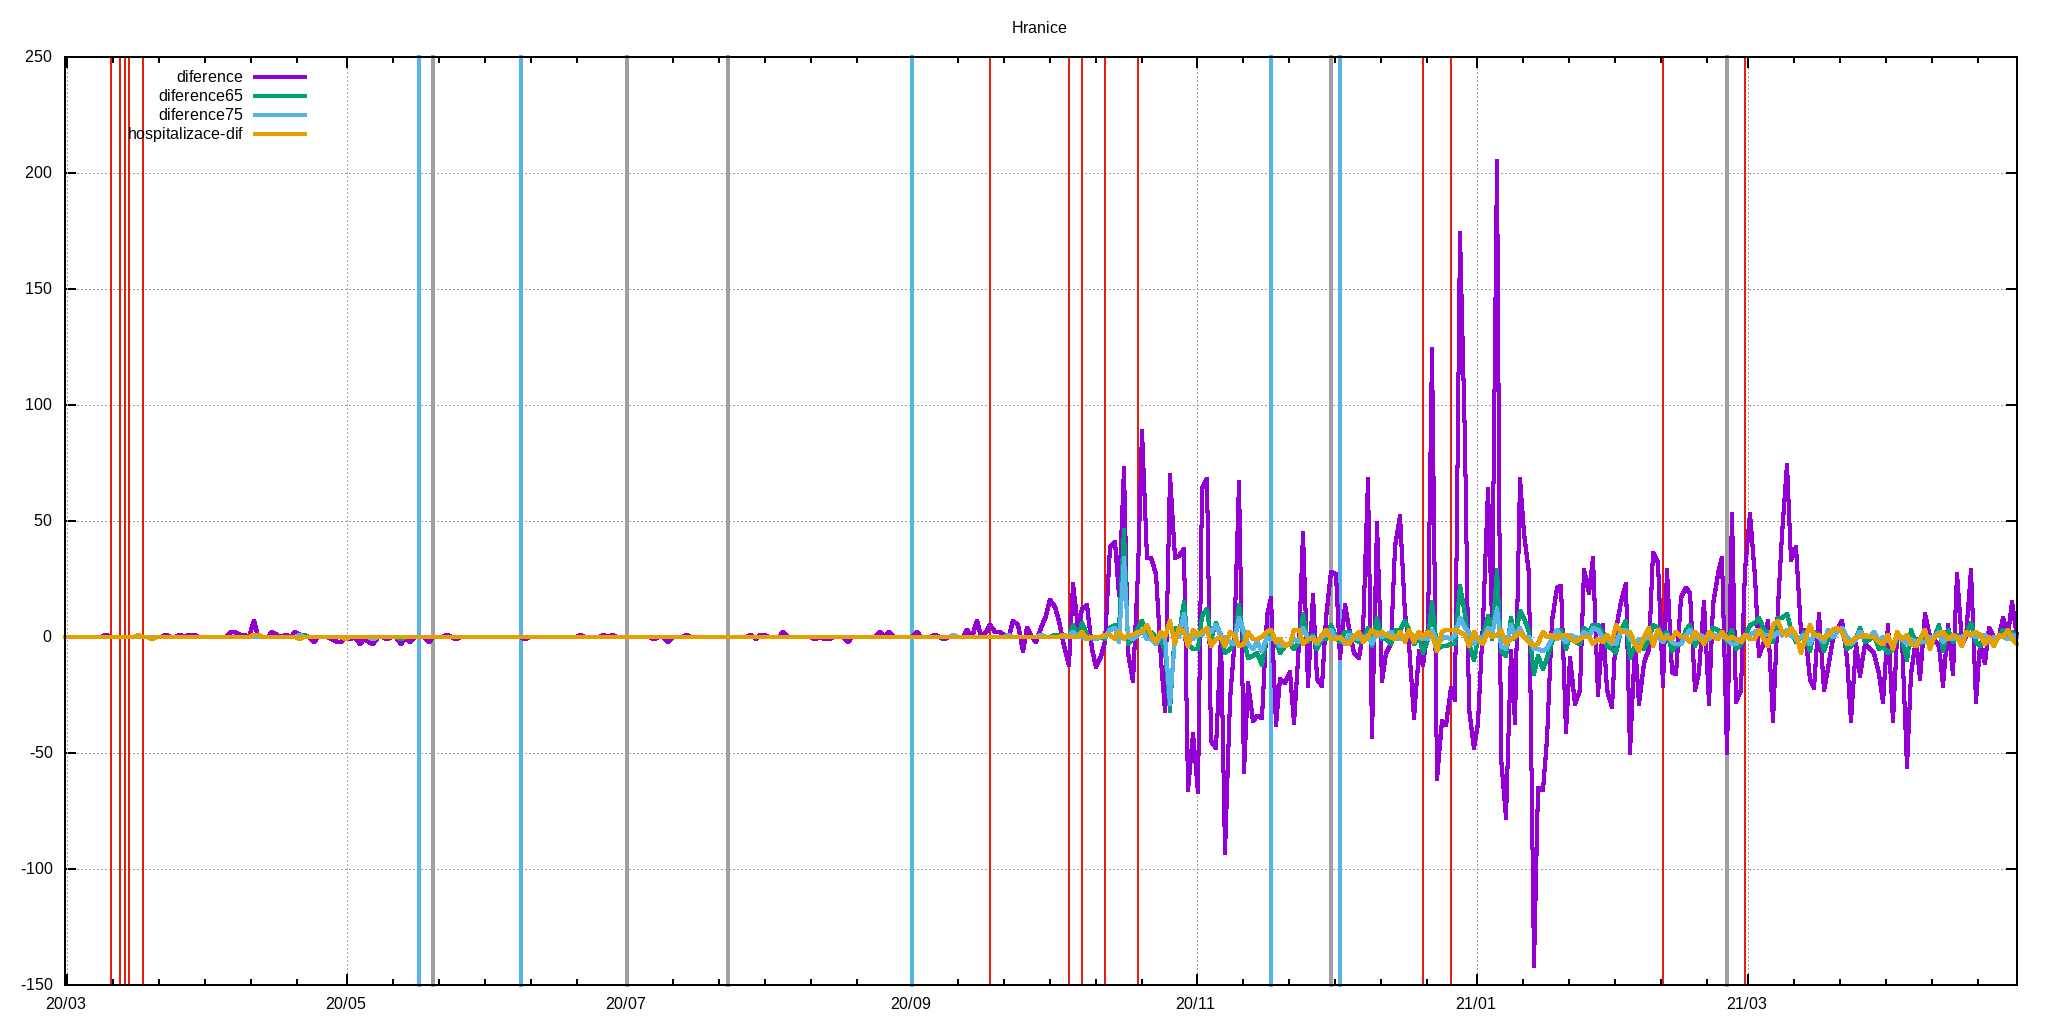 Hranice
250
200
150
100
50
0
-50
-100
-150
diference
diference65
diference75
hospitalizace-dif
20/03 20/05 20/07 20/09 20/11 21/01 21/03